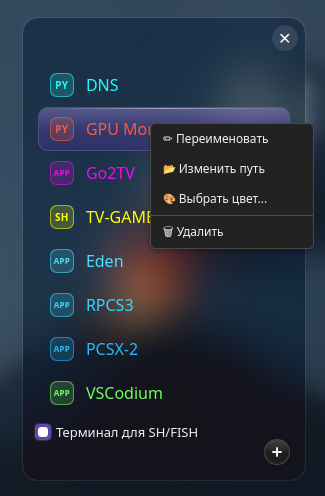 PY DNS
PY GPU Mo
APP Go2TV
SH TV-GAME
APP Eden
APP RPCS3
APP PCSX-2
APP VSCodium
Терминал для SH/FISH
Переименовать
Изменить путь
Выбрать цвет...
Удалить